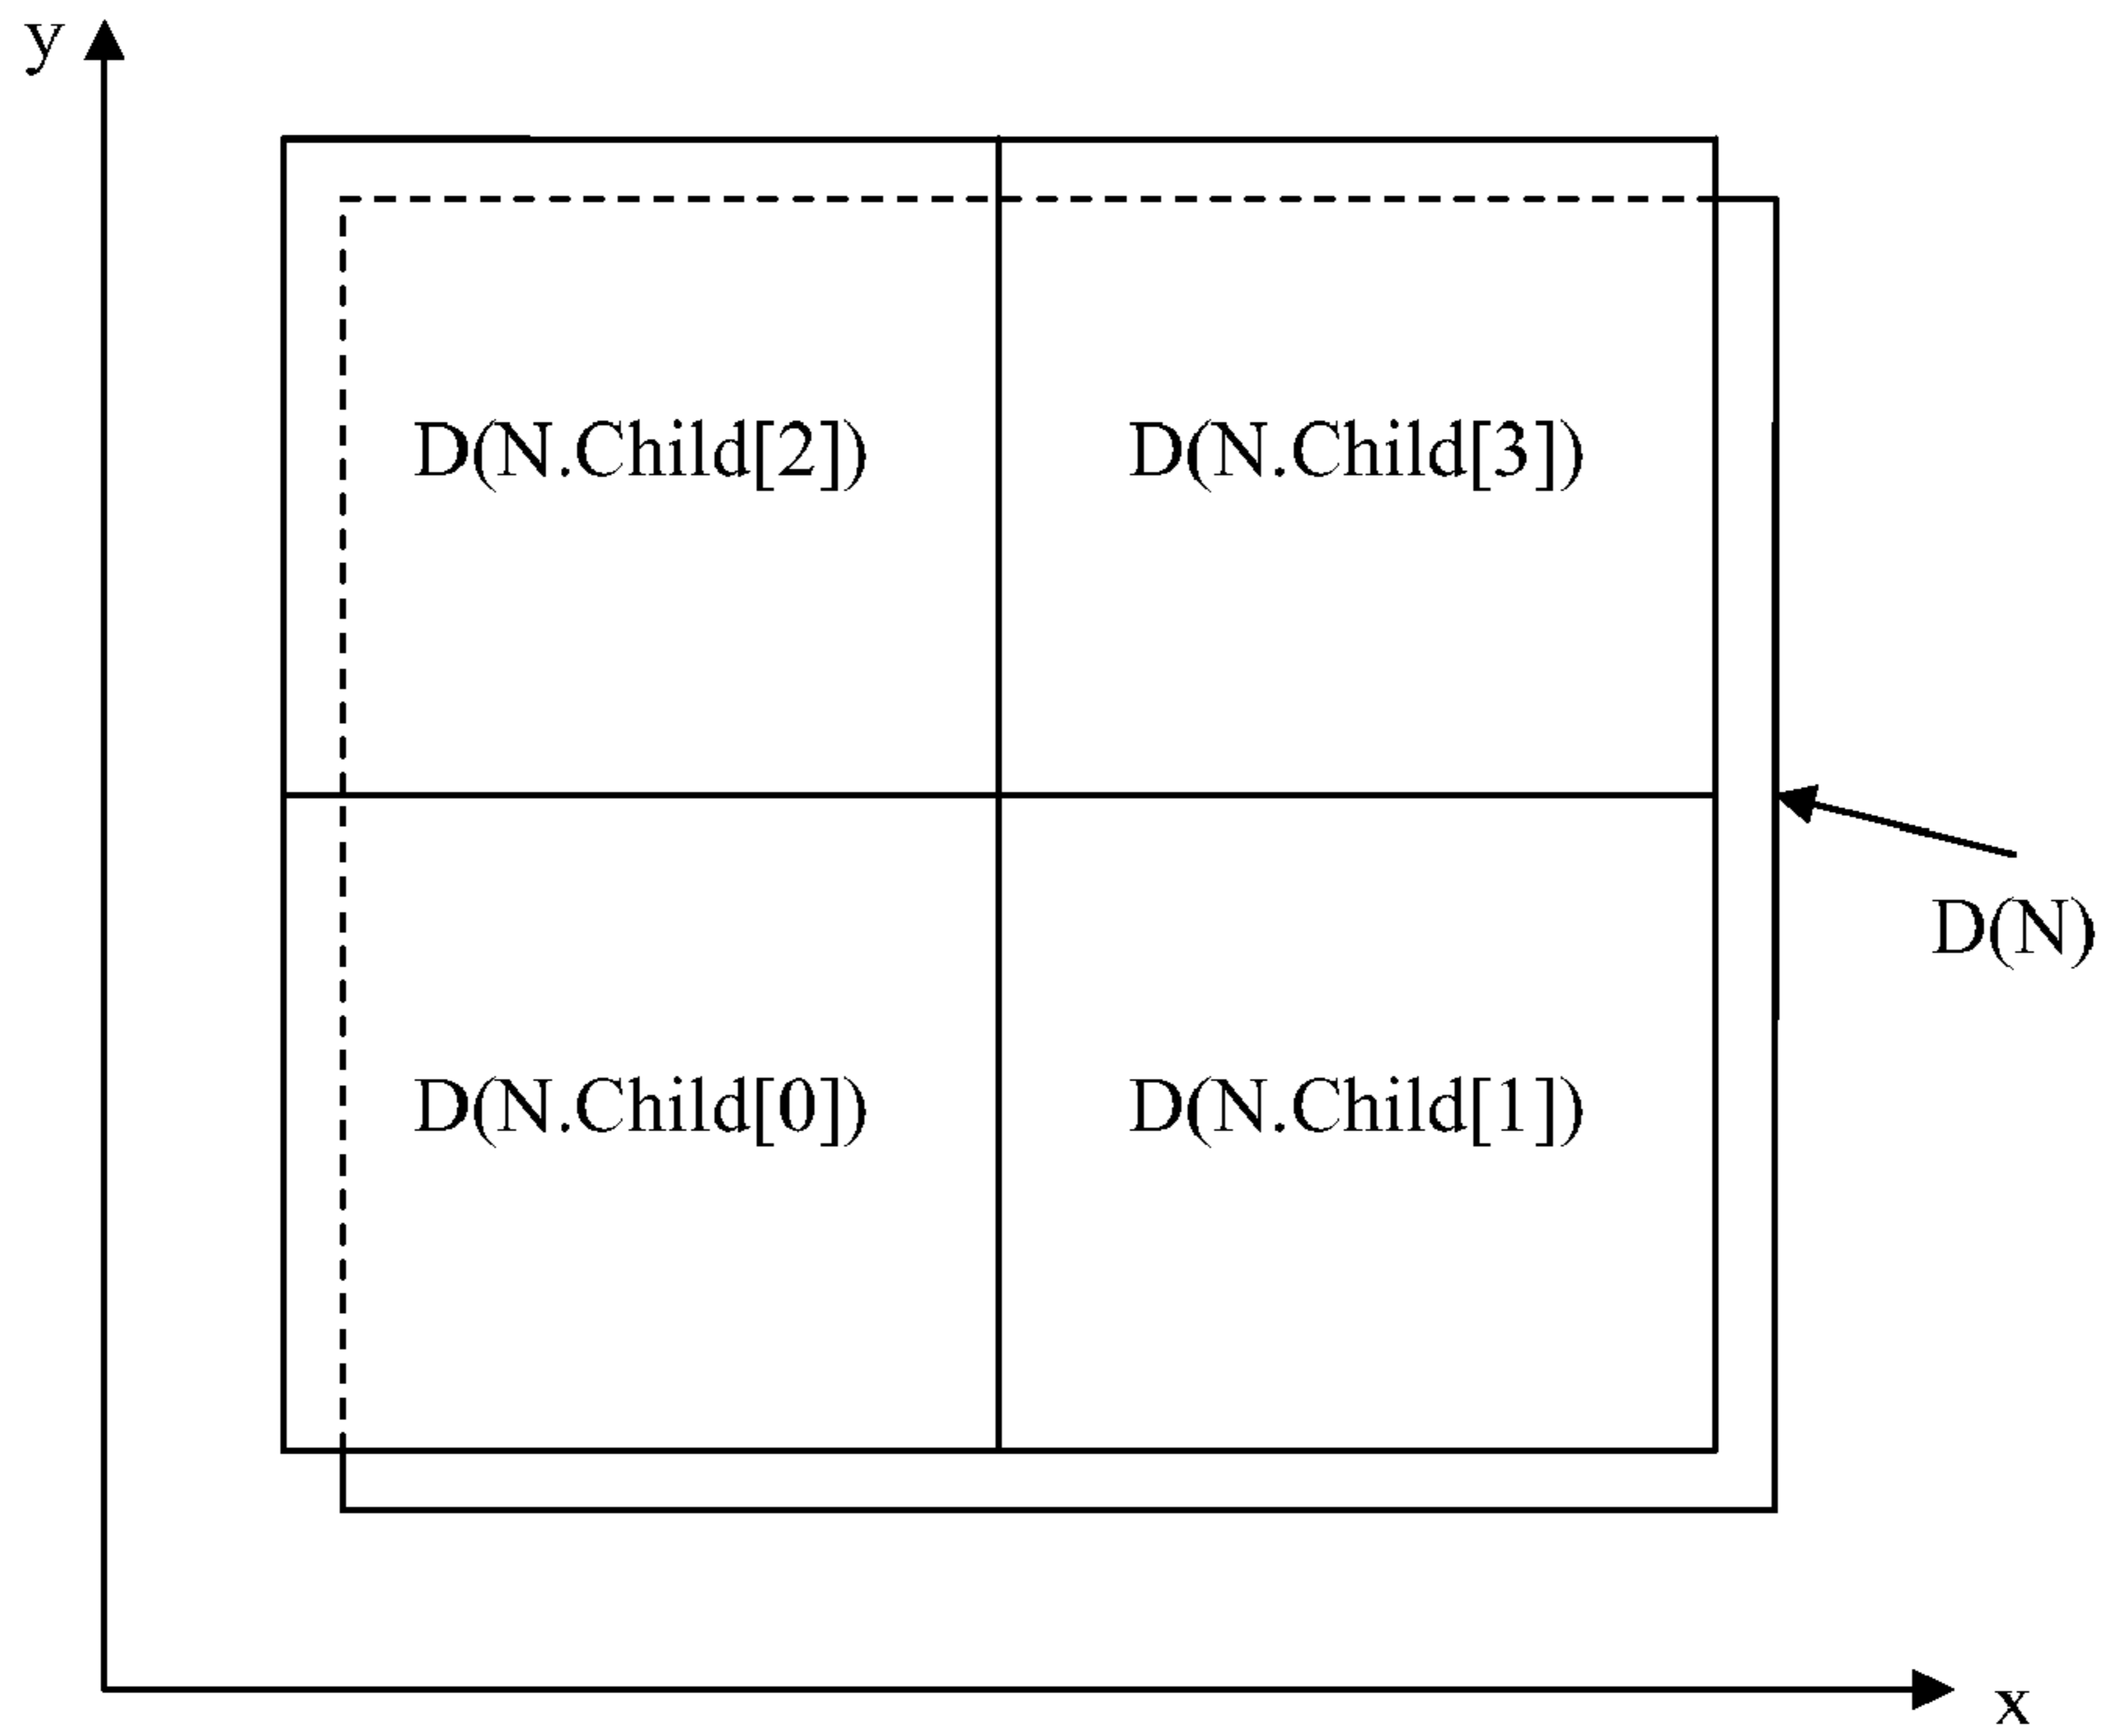 y
D(N.Child[2]) D(N.Child[3])
D(N)
D(N.Child[0]) D(N.Child[1])
x